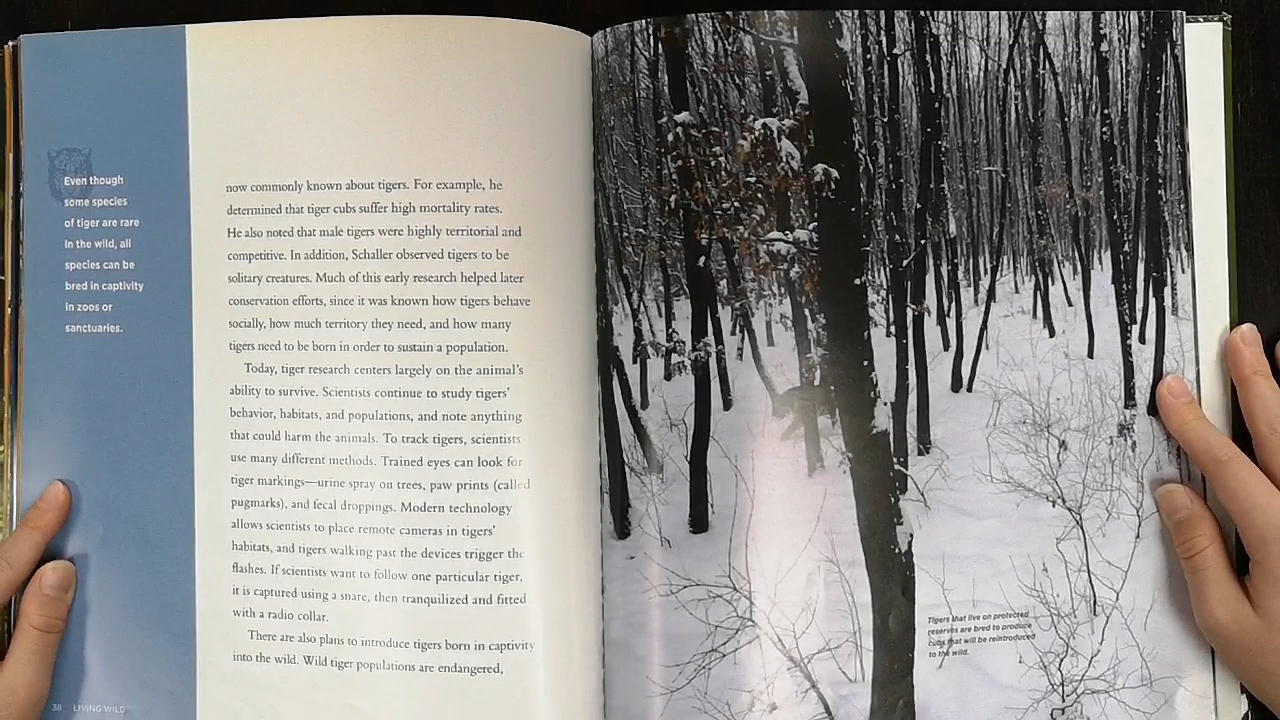 Even though
some species
of tiger are rare
in the wild, all
species can be
bred in captivity
in zoos or
sanctuaries.
now commonly known about tigers. For example, he
determined that tiger cubs suffer high mortality rates.
He also noted that male tigers were highly territorial and
competitive. In addition, Schaller observed tigers to be
solitary creatures. Much of this early research helped later
conservation efforts, since it was known how tigers behave
socially, how much territory they need, and how many
tigers need to be born in order to sustain a population.
Today, tiger research centers largely on the animal's
ability to survive. Scientists continue to study tigers'
behavior, habitats, and populations, and note anything
that could harm the animals. To track tigers, scientists
use many different methods. Trained eyes can look for
tiger markings—urine spray on trees, paw prints (called
pugmarks), and fecal droppings. Modern technology
allows scientists to place remote cameras in tigers'
habitats, and tigers walking past the devices trigger the
flashes. If scientists want to follow one particular tiger,
it is captured using a snare, then tranquilized and fitted
with a radio collar.
There are also plans to introduce tigers born in captivity
into the wild. Wild tiger populations are endangered,
38 LIVING WILD
Tigers that live on protected
reserves are bred to produce
cubs that will be reintroduced
to the wild.